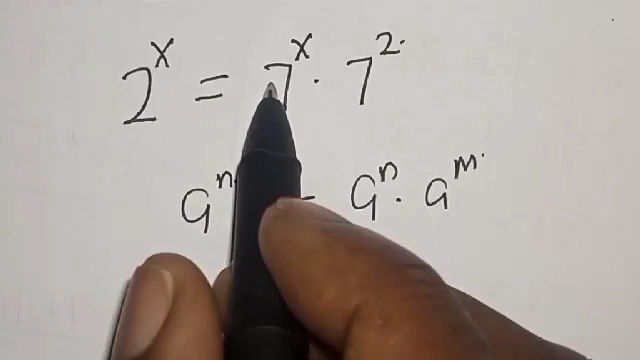 2^x = 7^x · 7^2.
a^n = a^n · a^m.